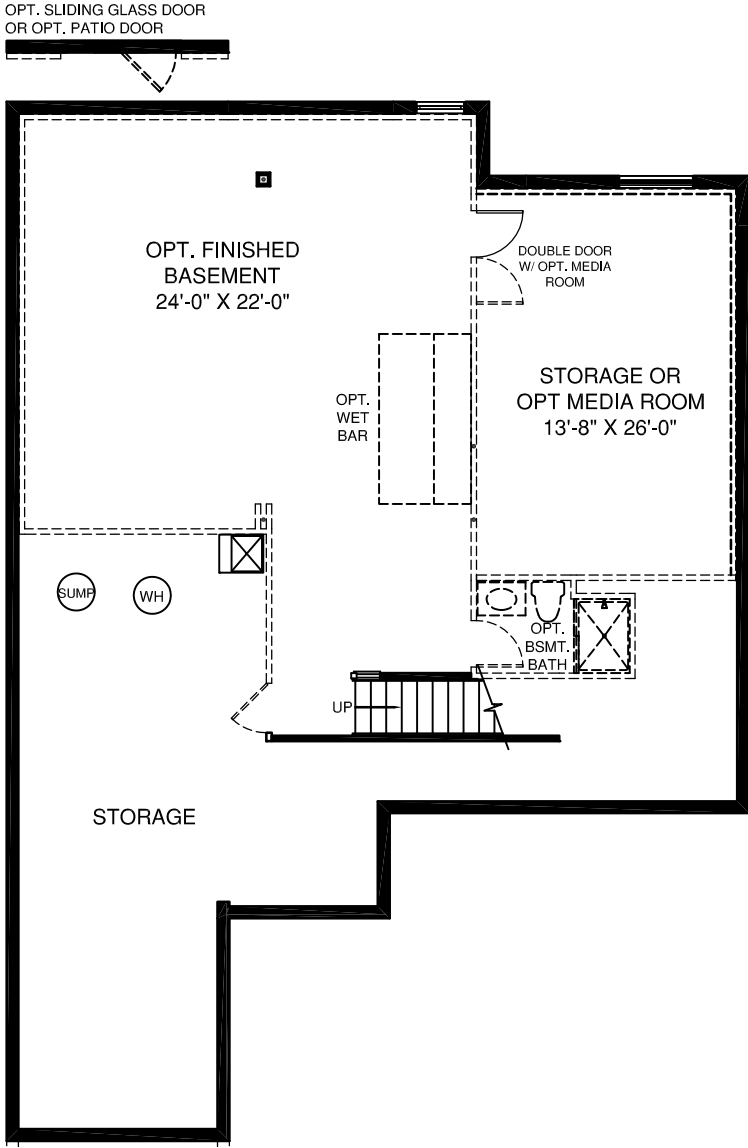 OPT. SLIDING GLASS DOOR
OR OPT. PATIO DOOR
OPT. FINISHED
BASEMENT
24'-0" X 22'-0"
DOUBLE DOOR
W/ OPT. MEDIA
ROOM
OPT.
WET
BAR
STORAGE OR
OPT MEDIA ROOM
13'-8" X 26'-0"
SUMP
WH
OPT.
BSMT.
BATH
UP
STORAGE